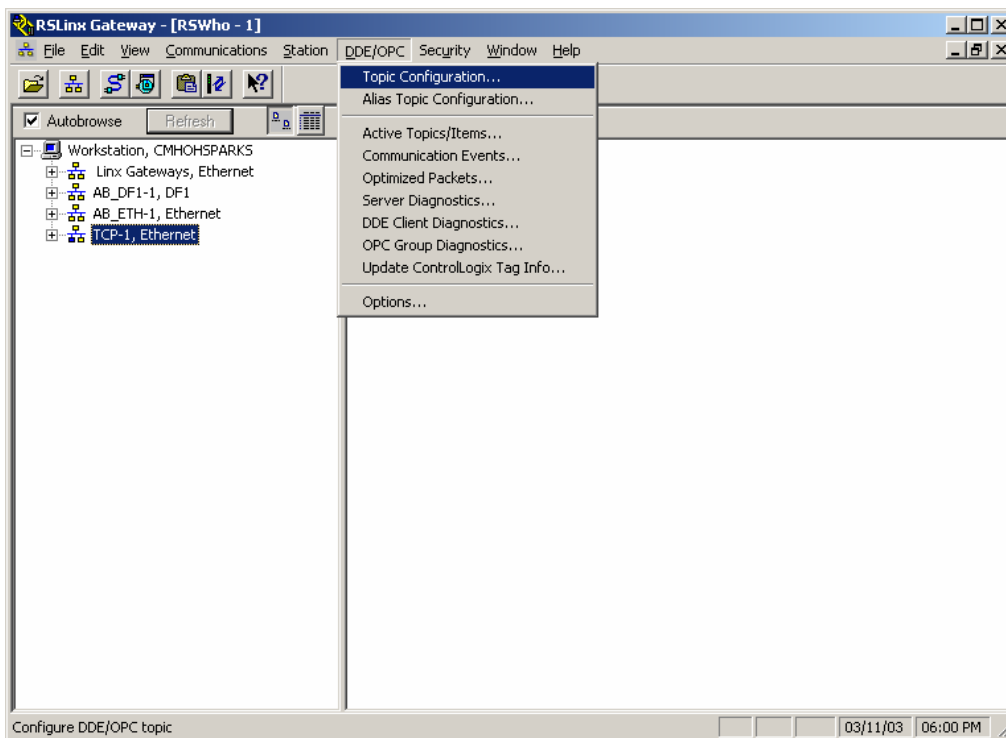 RSLinx Gateway - [RSWho - 1]
File Edit View Communications Station DDE/OPC Security Window Help
Topic Configuration...
Alias Topic Configuration...
Active Topics/Items...
Communication Events...
Optimized Packets...
Server Diagnostics...
DDE Client Diagnostics...
OPC Group Diagnostics...
Update ControlLogix Tag Info...
Options...
Autobrowse Refresh
Workstation, CMHOHSPARKS
Linx Gateways, Ethernet
AB_DF1-1, DF1
AB_ETH-1, Ethernet
TCP-1, Ethernet
Configure DDE/OPC topic 03/11/03 06:00 PM